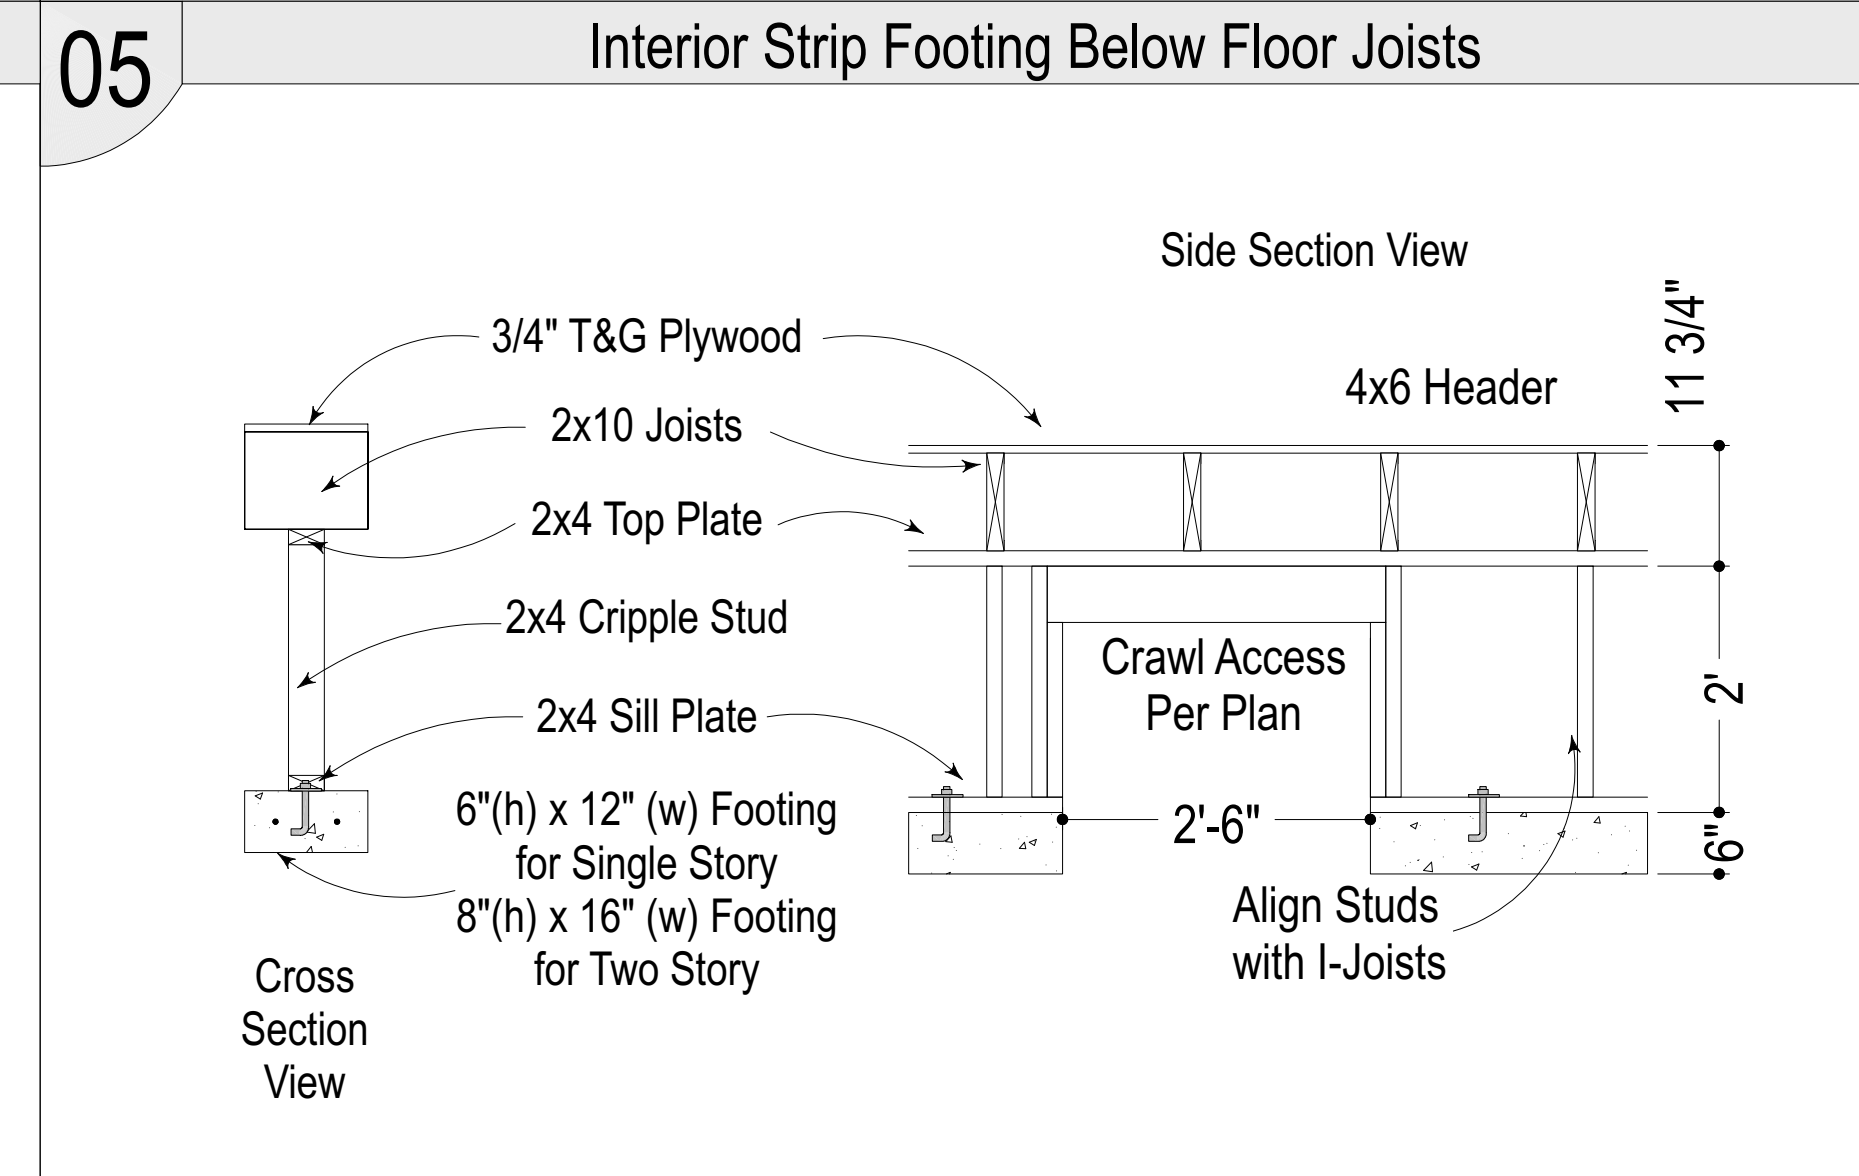 05
Interior Strip Footing Below Floor Joists
Side Section View
3/4" T&G Plywood
4x6 Header
11 3/4"
2x10 Joists
2x4 Top Plate
2x4 Cripple Stud
Crawl Access
Per Plan
2'
2x4 Sill Plate
6"(h) x 12" (w) Footing
for Single Story
8"(h) x 16" (w) Footing
for Two Story
2'-6"
6"
Align Studs
with I-Joists
Cross
Section
View